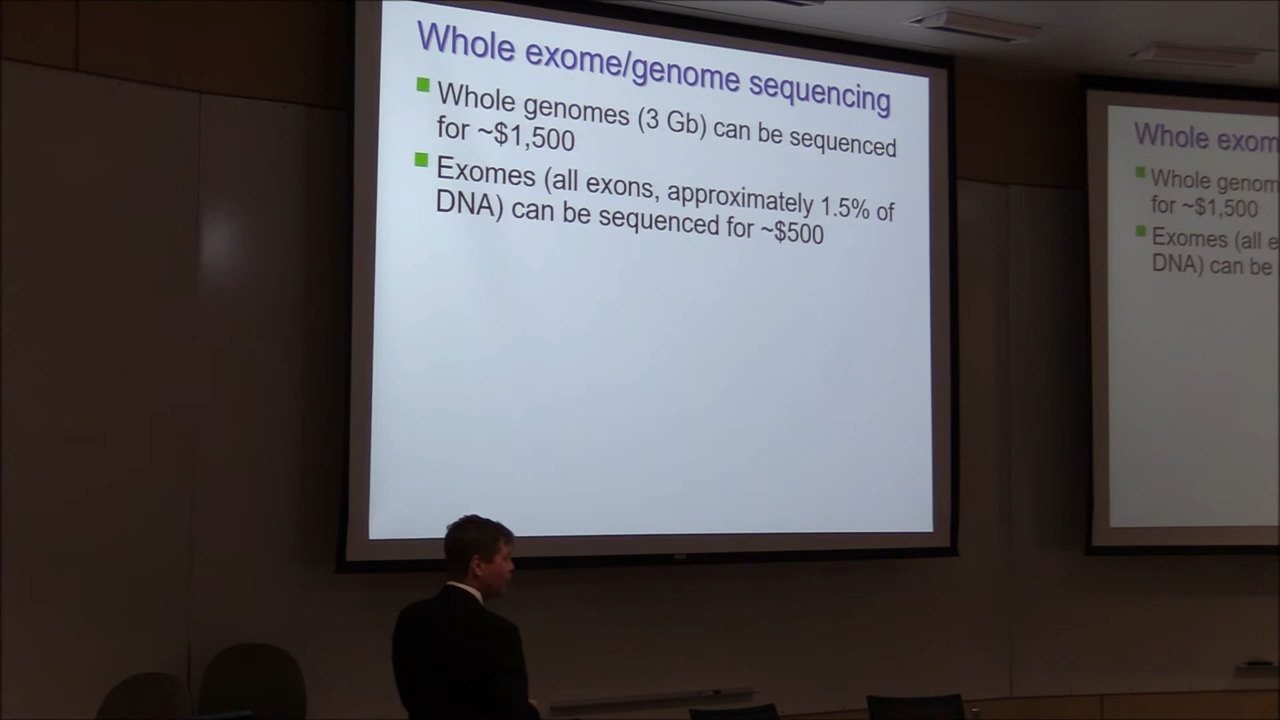 Whole exome/genome sequencing
Whole genomes (3 Gb) can be sequenced
for ~$1,500
Exomes (all exons, approximately 1.5% of
DNA) can be sequenced for ~$500
Whole exom
Whole genom
for ~$1,500
Exomes (all e
DNA) can be